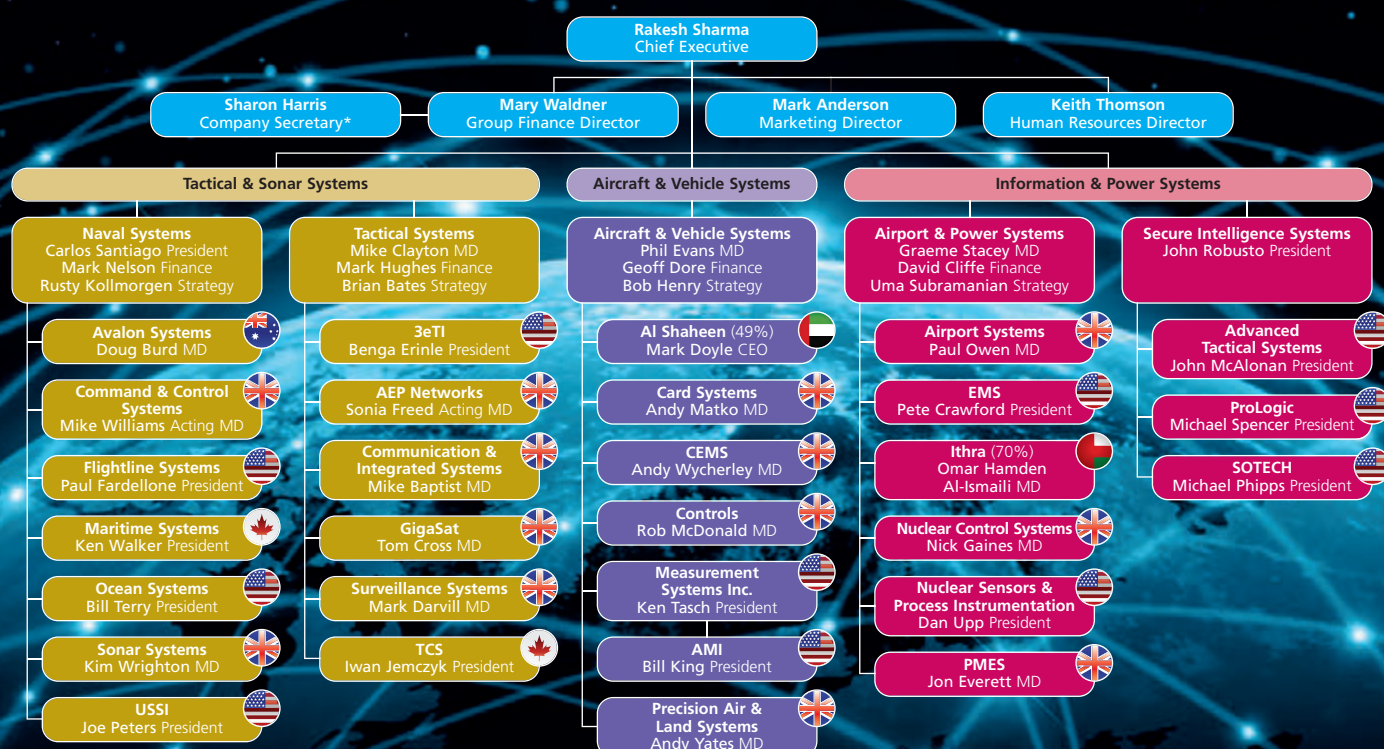 Rakesh Sharma
Chief Executive
Sharon Harris
Company Secretary*
Mary Waldner
Group Finance Director
Mark Anderson
Marketing Director
Keith Thomson
Human Resources Director
Tactical & Sonar Systems
Aircraft & Vehicle Systems
Information & Power Systems
Naval Systems
Carlos Santiago President
Mark Nelson Finance
Rusty Kollmorgen Strategy
Tactical Systems
Mike Clayton MD
Mark Hughes Finance
Brian Bates Strategy
Aircraft & Vehicle Systems
Phil Evans MD
Geoff Dore Finance
Bob Henry Strategy
Airport & Power Systems
Graeme Stacey MD
David Cliffe Finance
Uma Subramanian Strategy
Secure Intelligence Systems
John Robusto President
Avalon Systems
Doug Burd MD
Command & Control
Systems
Mike Williams Acting MD
Flightline Systems
Paul Fardellone President
Maritime Systems
Ken Walker President
Ocean Systems
Bill Terry President
Sonar Systems
Kim Wrighton MD
USSI
Joe Peters President
3eTI
Benga Erinle President
AEP Networks
Sonia Freed Acting MD
Communication &
Integrated Systems
Mike Baptist MD
GigaSat
Tom Cross MD
Surveillance Systems
Mark Darvill MD
TCS
Iwan Jemczyk President
Al Shaheen (49%)
Mark Doyle CEO
Card Systems
Andy Matko MD
CEMS
Andy Wycherley MD
Controls
Rob McDonald MD
Measurement
Systems Inc.
Ken Tasch President
AMI
Bill King President
Precision Air &
Land Systems
Andy Yates MD
Airport Systems
Paul Owen MD
EMS
Pete Crawford President
Ithra (70%)
Omar Hamden
Al-Ismaili MD
Nuclear Control Systems
Nick Gaines MD
Nuclear Sensors &
Process Instrumentation
Dan Upp President
PMES
Jon Everett MD
Advanced
Tactical Systems
John McAlonan President
ProLogic
Michael Spencer President
SOTECH
Michael Phipps President